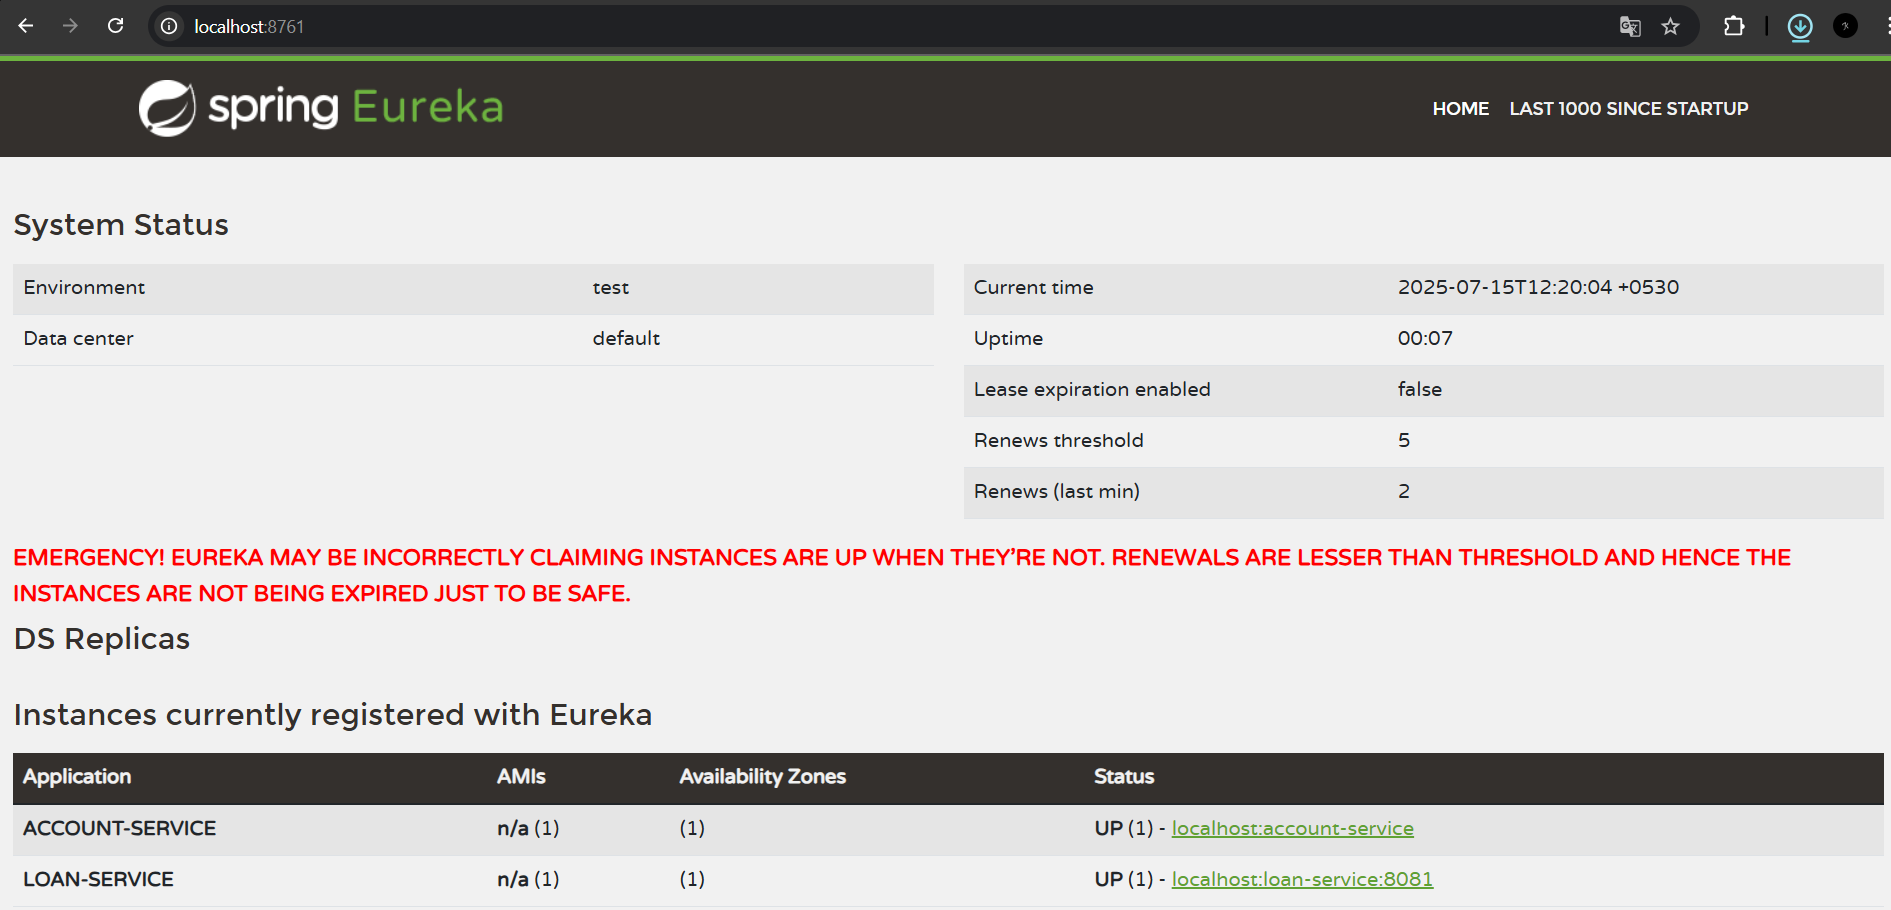 localhost:8761
spring Eureka
HOME LAST 1000 SINCE STARTUP
System Status
Environment test
Data center default
Current time 2025-07-15T12:20:04 +0530
Uptime 00:07
Lease expiration enabled false
Renews threshold 5
Renews (last min) 2
EMERGENCY! EUREKA MAY BE INCORRECTLY CLAIMING INSTANCES ARE UP WHEN THEY’RE NOT. RENEWALS ARE LESSER THAN THRESHOLD AND HENCE THE
INSTANCES ARE NOT BEING EXPIRED JUST TO BE SAFE.
DS Replicas
Instances currently registered with Eureka
Application AMIs Availability Zones Status
ACCOUNT-SERVICE n/a (1) (1) UP (1) - localhost:account-service
LOAN-SERVICE n/a (1) (1) UP (1) - localhost:loan-service:8081